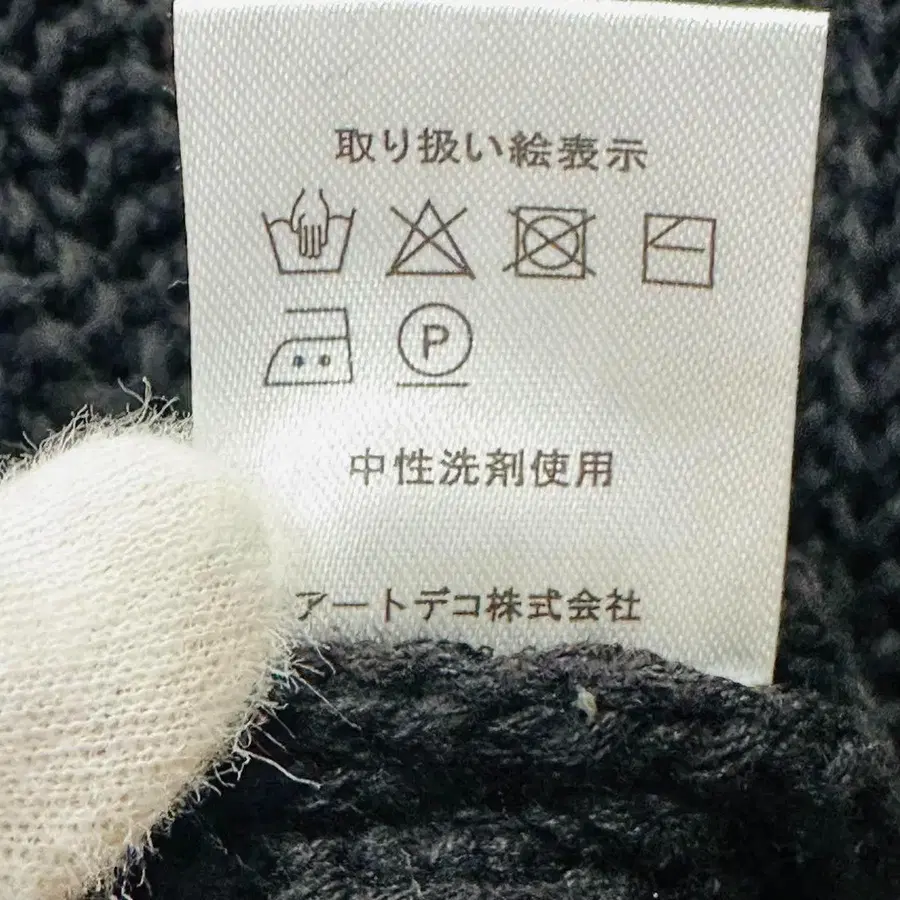 取り扱い絵表示
P
中性洗剤使用
アートデコ株式会社